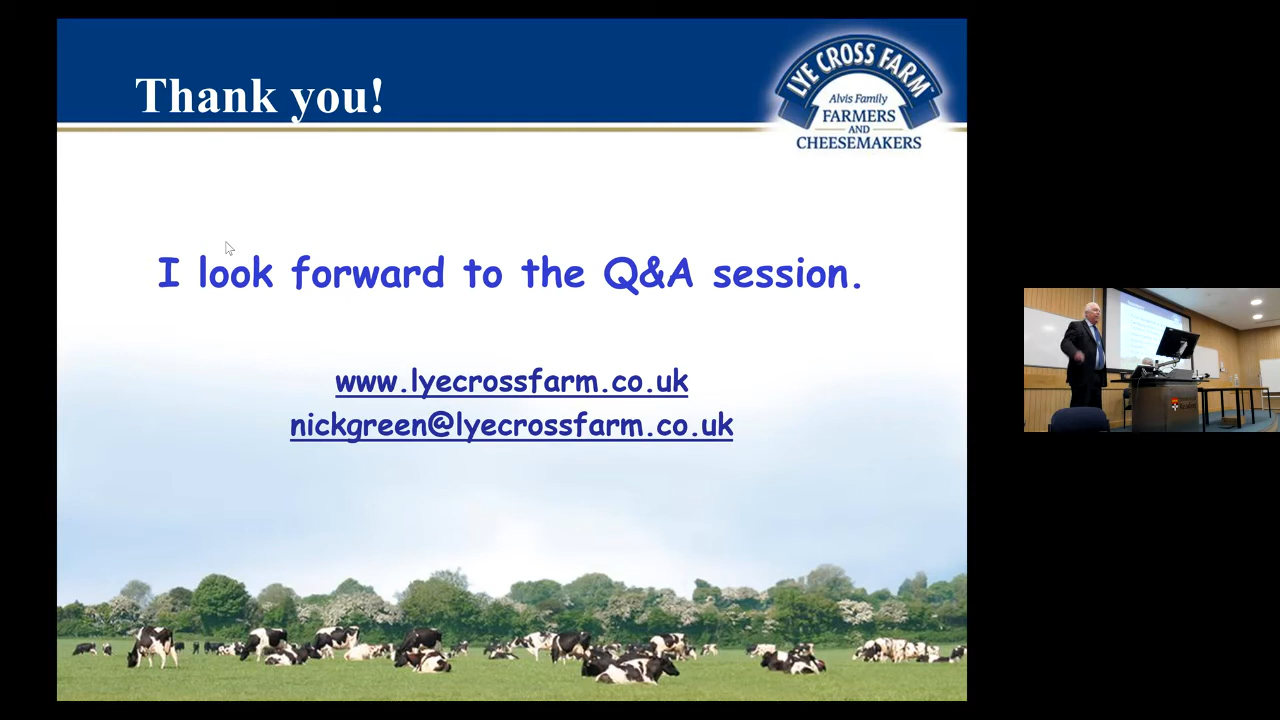 Thank you!
LYE CROSS FARM
Alvis Family
FARMERS
AND
CHEESEMAKERS
I look forward to the Q&A session.
www.lyecrossfarm.co.uk
nickgreen@lyecrossfarm.co.uk